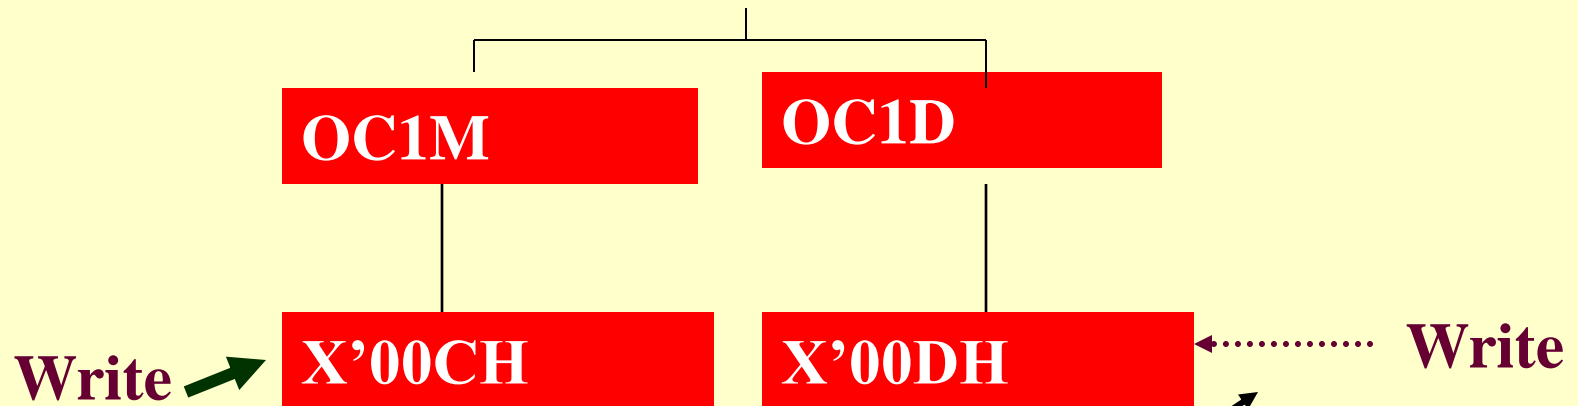 OC1M
OC1D
Write
X’00CH
X’00DH
Write